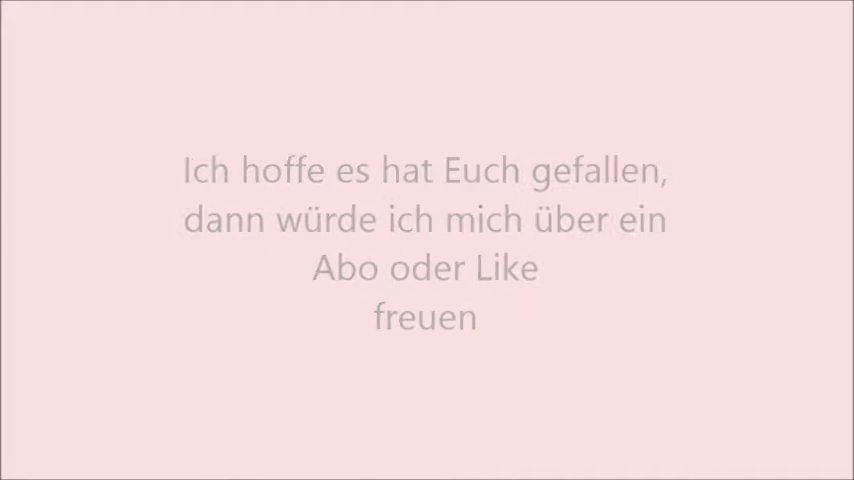 Ich hoffe es hat Euch gefallen,
dann würde ich mich über ein
Abo oder Like
freuen